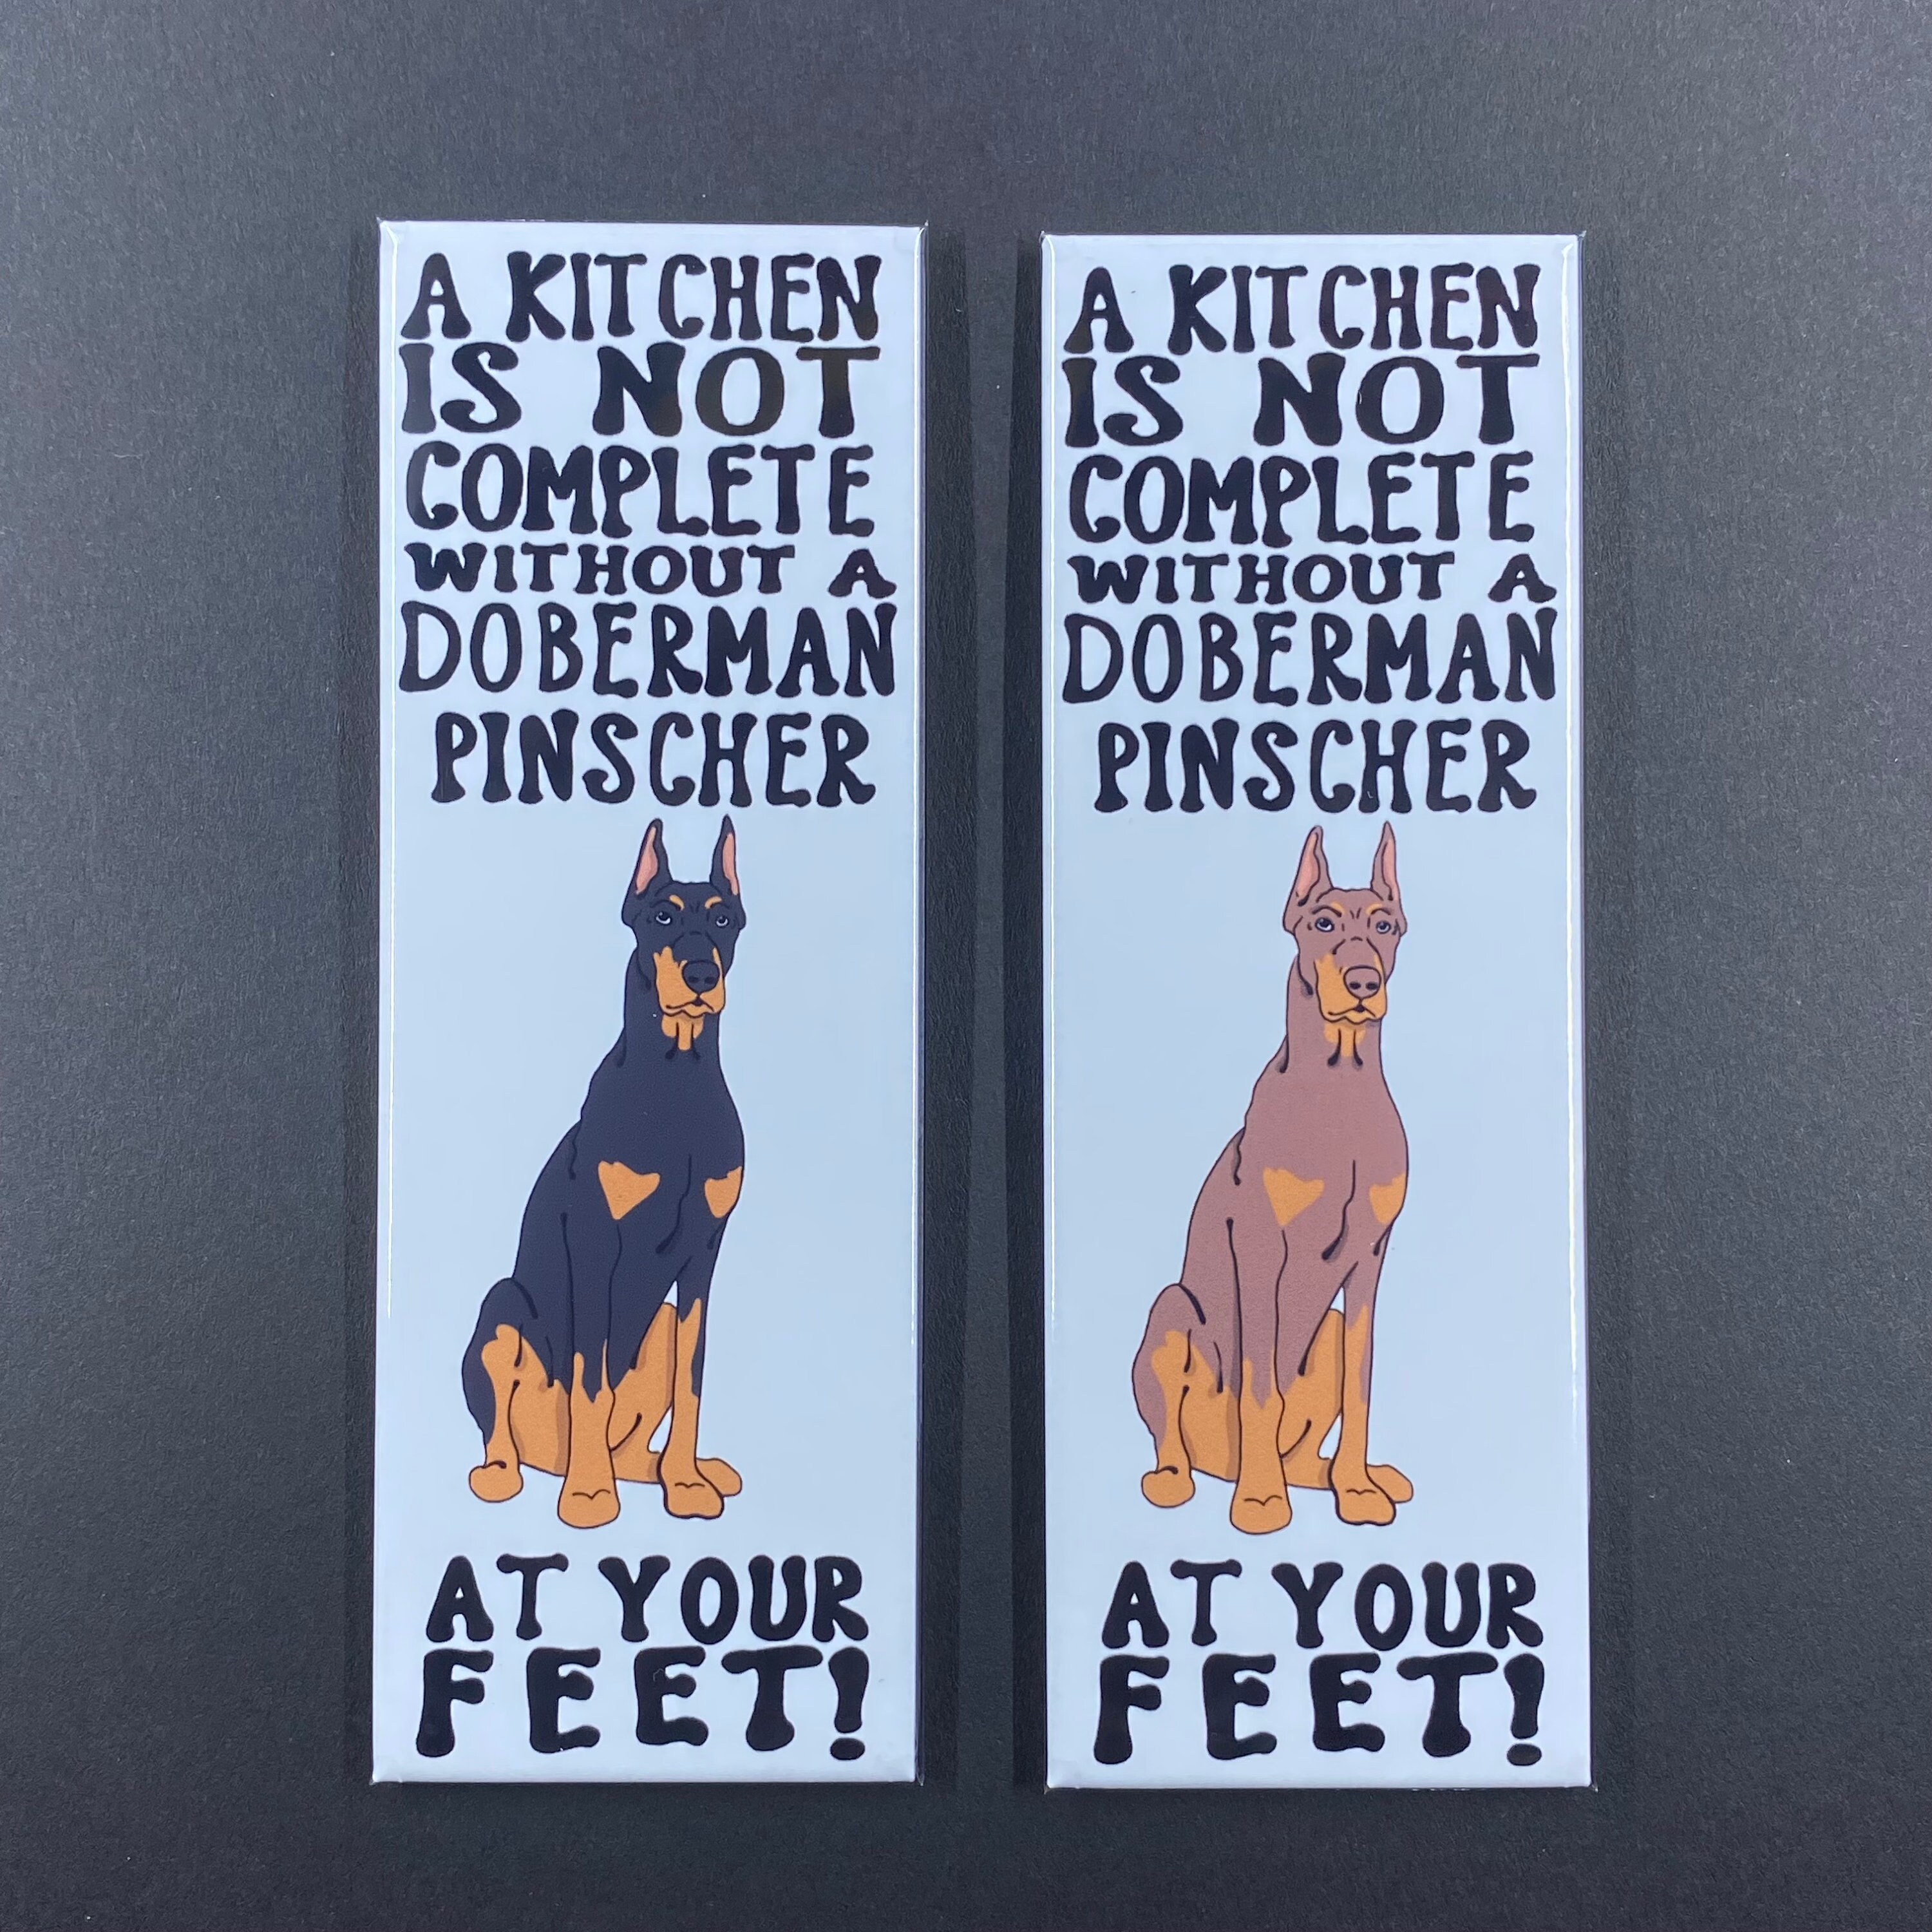 A KITCHEN
IS NOT
COMPLETE
WITHOUT A
DOBERMAN
PINSCHER
AT YOUR
FEET!
A KITCHEN
IS NOT
COMPLETE
WITHOUT A
DOBERMAN
PINSCHER
AT YOUR
FEET!